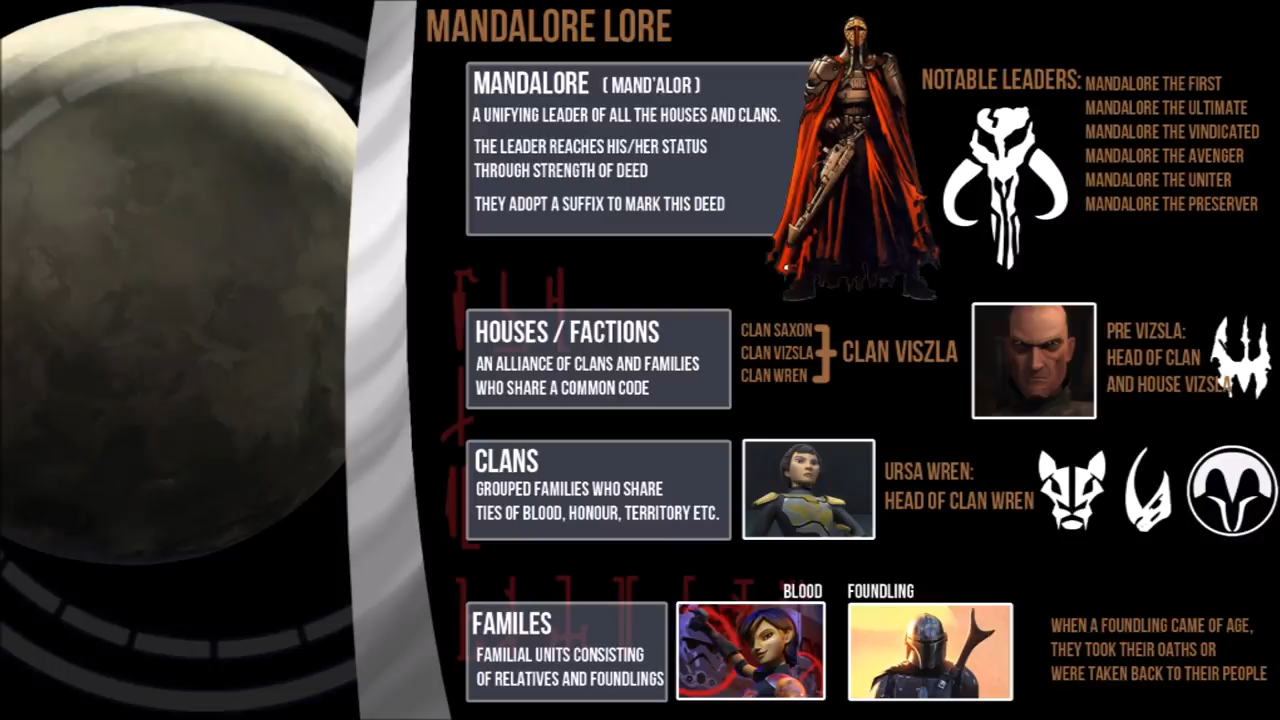 MANDALORE LORE
MANDALORE ( MAND'ALOR )
A UNIFYING LEADER OF ALL THE HOUSES AND CLANS.
THE LEADER REACHES HIS/HER STATUS
THROUGH STRENGTH OF DEED
THEY ADOPT A SUFFIX TO MARK THIS DEED
NOTABLE LEADERS:
MANDALORE THE FIRST
MANDALORE THE ULTIMATE
MANDALORE THE VINDICATED
MANDALORE THE AVENGER
MANDALORE THE UNITER
MANDALORE THE PRESERVER
HOUSES / FACTIONS
AN ALLIANCE OF CLANS AND FAMILIES
WHO SHARE A COMMON CODE
CLAN SAXON
CLAN VIZSLA
CLAN WREN
CLAN VISZLA
PRE VIZSLA:
HEAD OF CLAN
AND HOUSE VIZSLA
CLANS
GROUPED FAMILIES WHO SHARE
TIES OF BLOOD, HONOUR, TERRITORY ETC.
URSA WREN:
HEAD OF CLAN WREN
FAMILES
FAMILIAL UNITS CONSISTING
OF RELATIVES AND FOUNDLINGS
BLOOD
FOUNDLING
WHEN A FOUNDLING CAME OF AGE,
THEY TOOK THEIR OATHS OR
WERE TAKEN BACK TO THEIR PEOPLE